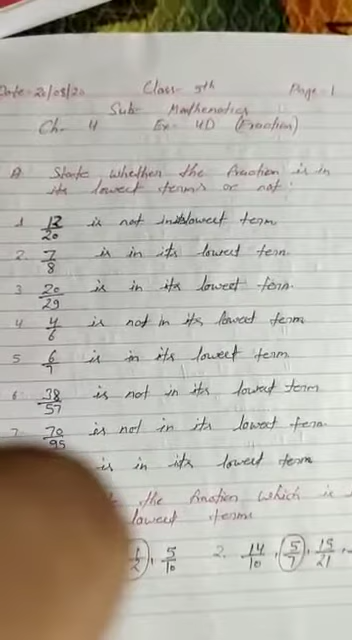 Date- 21/08/20 Class- 5th Page- 1
Sub- Mathematics
Ch- 4 Ex- 4D (Fraction)
A State whether the fraction is in
its lowest terms or not:
1 12/20 is not in its lowest term
2. 7/8 is in its lowest term.
3 20/29 is in its lowest term.
4 4/6 is not in its lowest term
5 6/7 is in its lowest term
6. 38/57 is not in its lowest term
7. 70/95 is not in its lowest term.
is in its lowest term
the fraction which is
lowest terms
1/2, 5/10 2. 14/10, 5/7, 15/21,